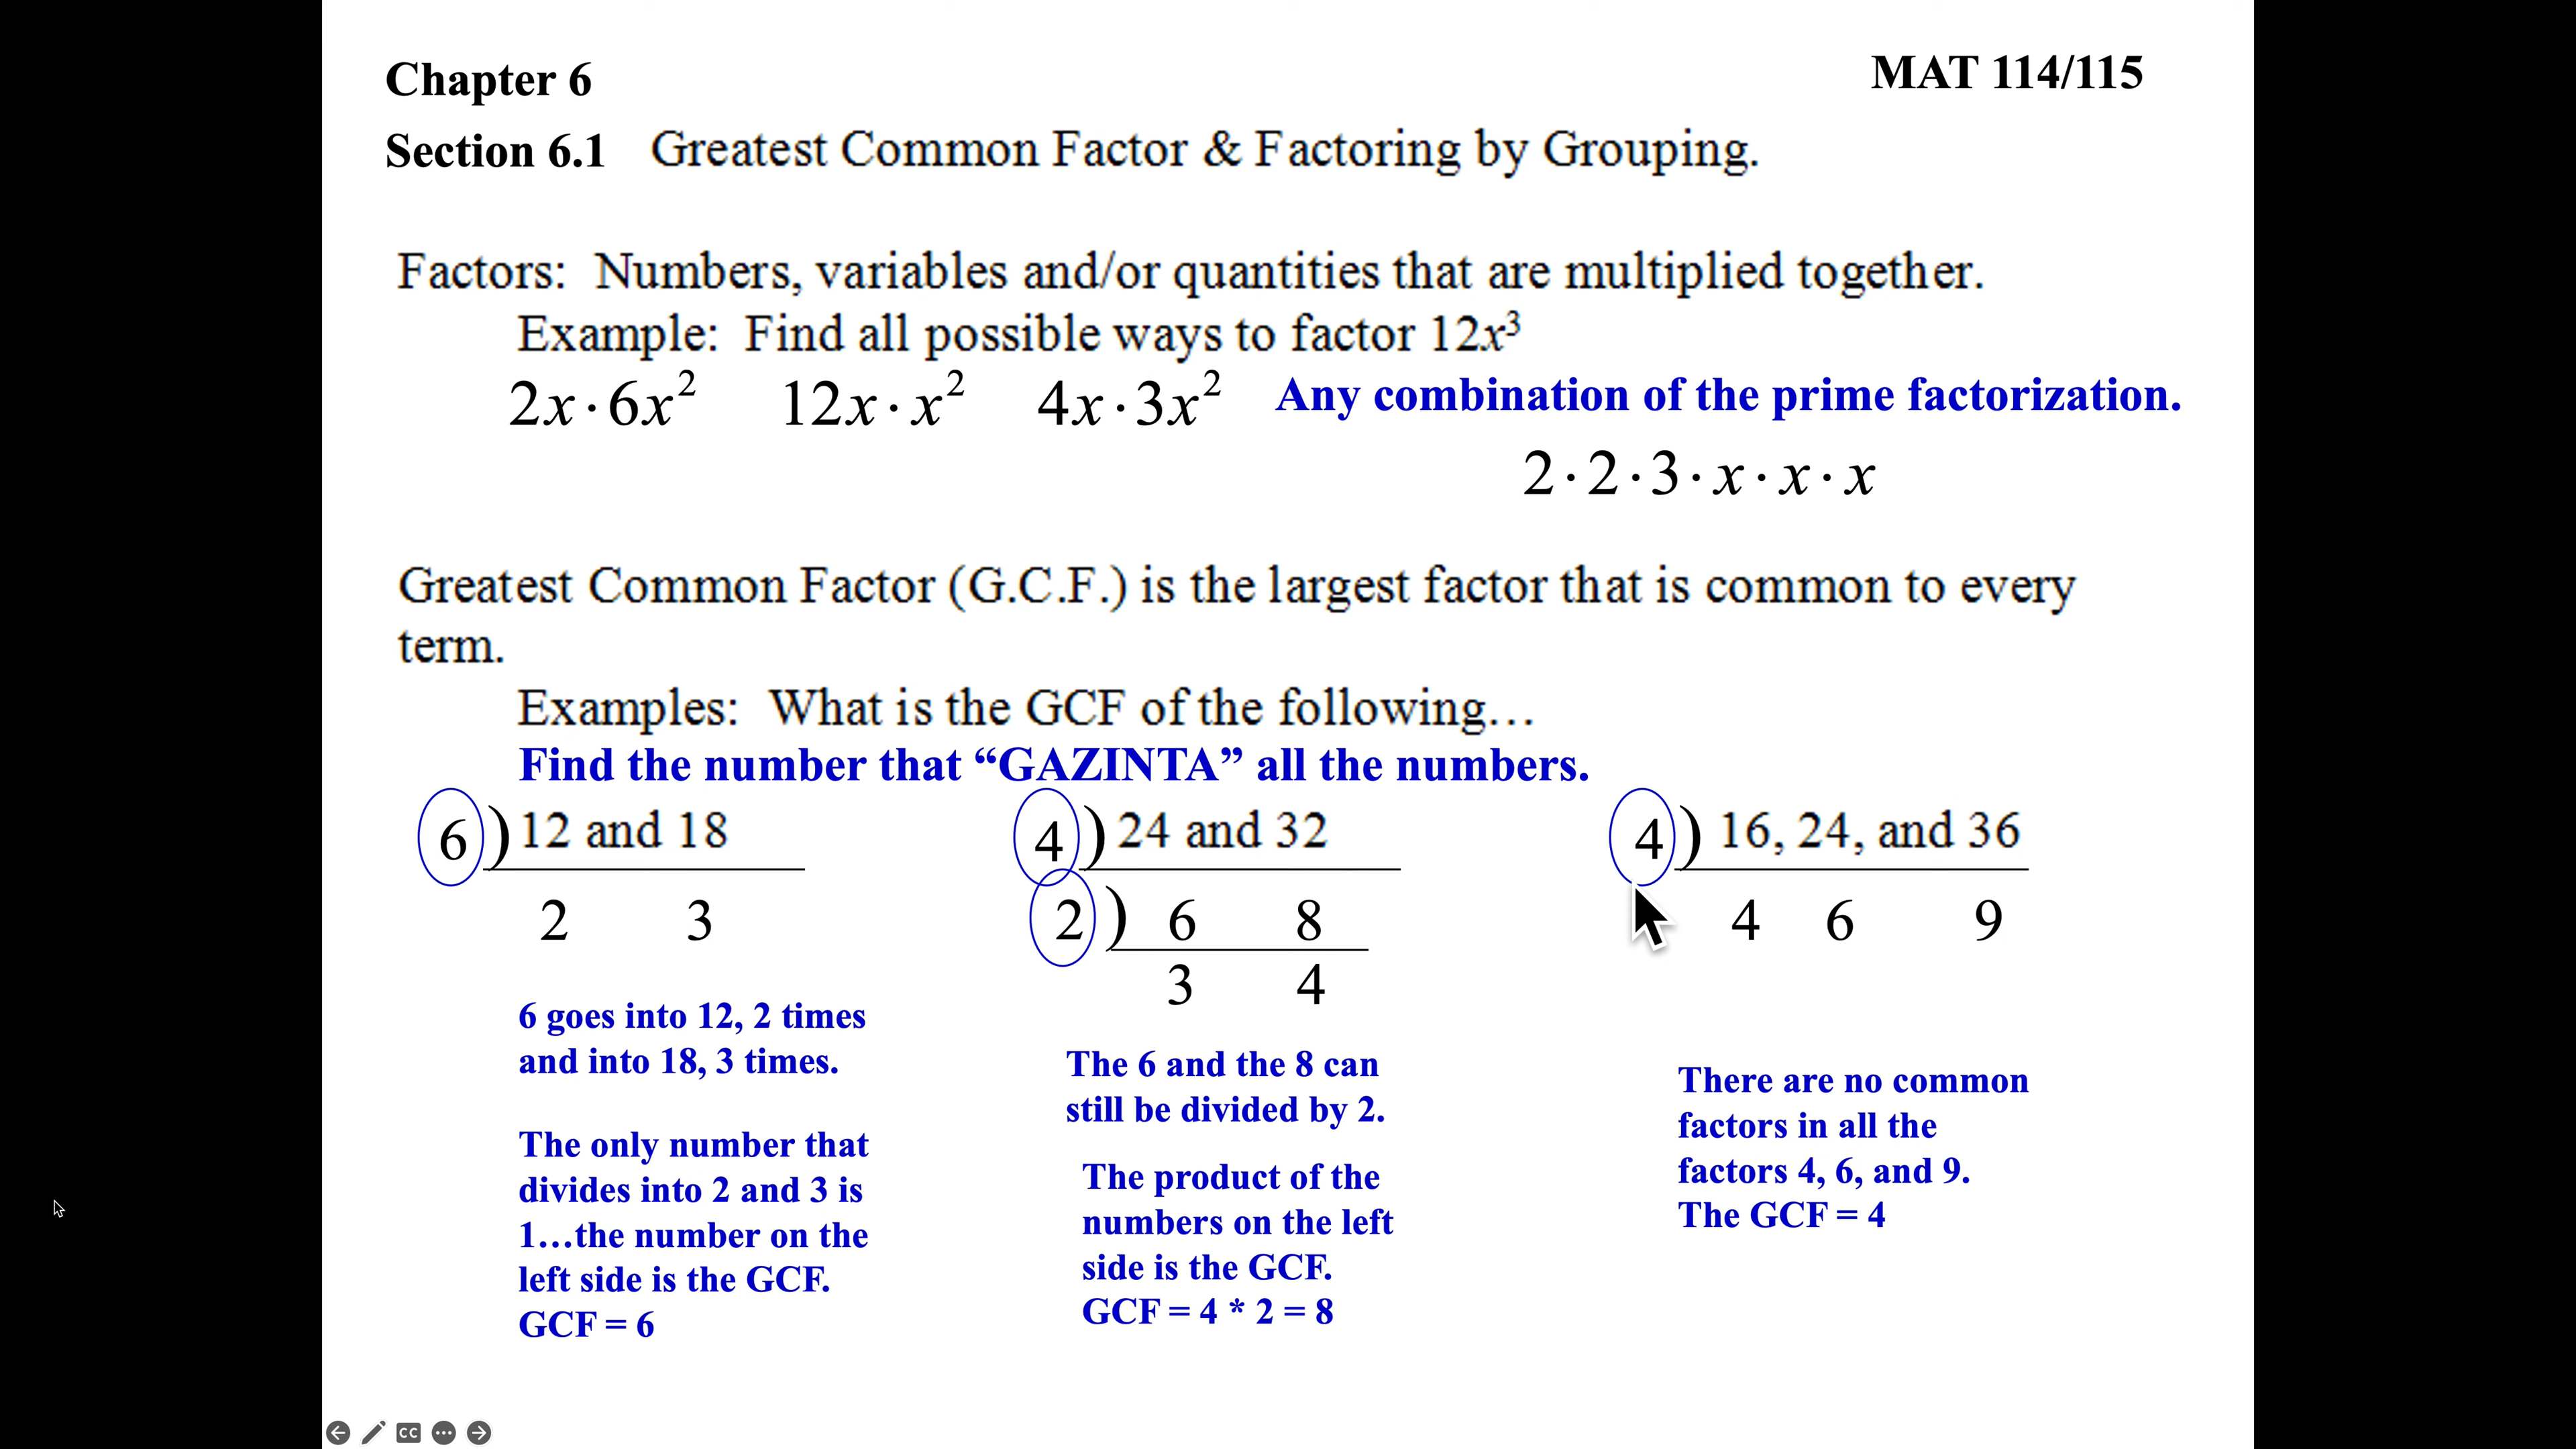 Chapter 6
MAT 114/115
Section 6.1 Greatest Common Factor & Factoring by Grouping.
Factors: Numbers, variables and/or quantities that are multiplied together.
Example: Find all possible ways to factor 12x³
2x·6x² 12x·x² 4x·3x² Any combination of the prime factorization.
2·2·3·x·x·x
Greatest Common Factor (G.C.F.) is the largest factor that is common to every
term.
Examples: What is the GCF of the following…
Find the number that “GAZINTA” all the numbers.
6 ) 12 and 18
2 3
6 goes into 12, 2 times
and into 18, 3 times.
The only number that
divides into 2 and 3 is
1…the number on the
left side is the GCF.
GCF = 6
4 ) 24 and 32
2 ) 6 8
3 4
The 6 and the 8 can
still be divided by 2.
The product of the
numbers on the left
side is the GCF.
GCF = 4 * 2 = 8
4 ) 16, 24, and 36
4 6 9
There are no common
factors in all the
factors 4, 6, and 9.
The GCF = 4
CC